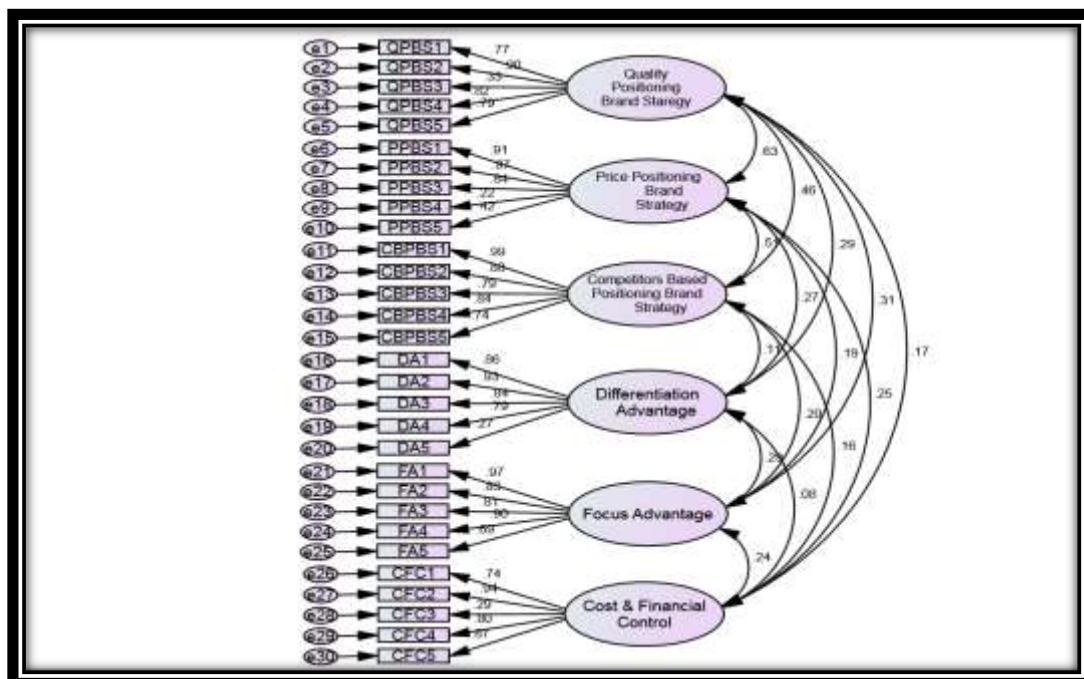 e1 QPBS1 .77
e2 QPBS2 .90
e3 QPBS3 .33
e4 QPBS4 .82
e5 QPBS5 .79
Quality
Positioning
Brand Staregy
e6 PPBS1 .91
e7 PPBS2 .87
e8 PPBS3
e9 PPBS4 .22
e10 PPBS5 .42
Price Positioning
Brand
Strategy
e11 CBPBS1 .99
e12 CBPBS2 .88
e13 CBPBS3 .79
e14 CBPBS4 .84
e15 CBPBS5 .74
Competitors Based
Positioning Brand
Strategy
e16 DA1 .86
e17 DA2 .93
e18 DA3 .84
e19 DA4 .79
e20 DA5 .27
Differentiation
Advantage
e21 FA1 .97
e22 FA2 .83
e23 FA3 .81
e24 FA4 .90
e25 FA5
Focus Advantage
e26 CFC1 .74
e27 CFC2 .94
e28 CFC3 .29
e29 CFC4 .80
e30 CFC5
Cost & Financial
Control
.63
.46
.29
.31
.17
.27
.19
.25
.11
.20
.16
.08
.24